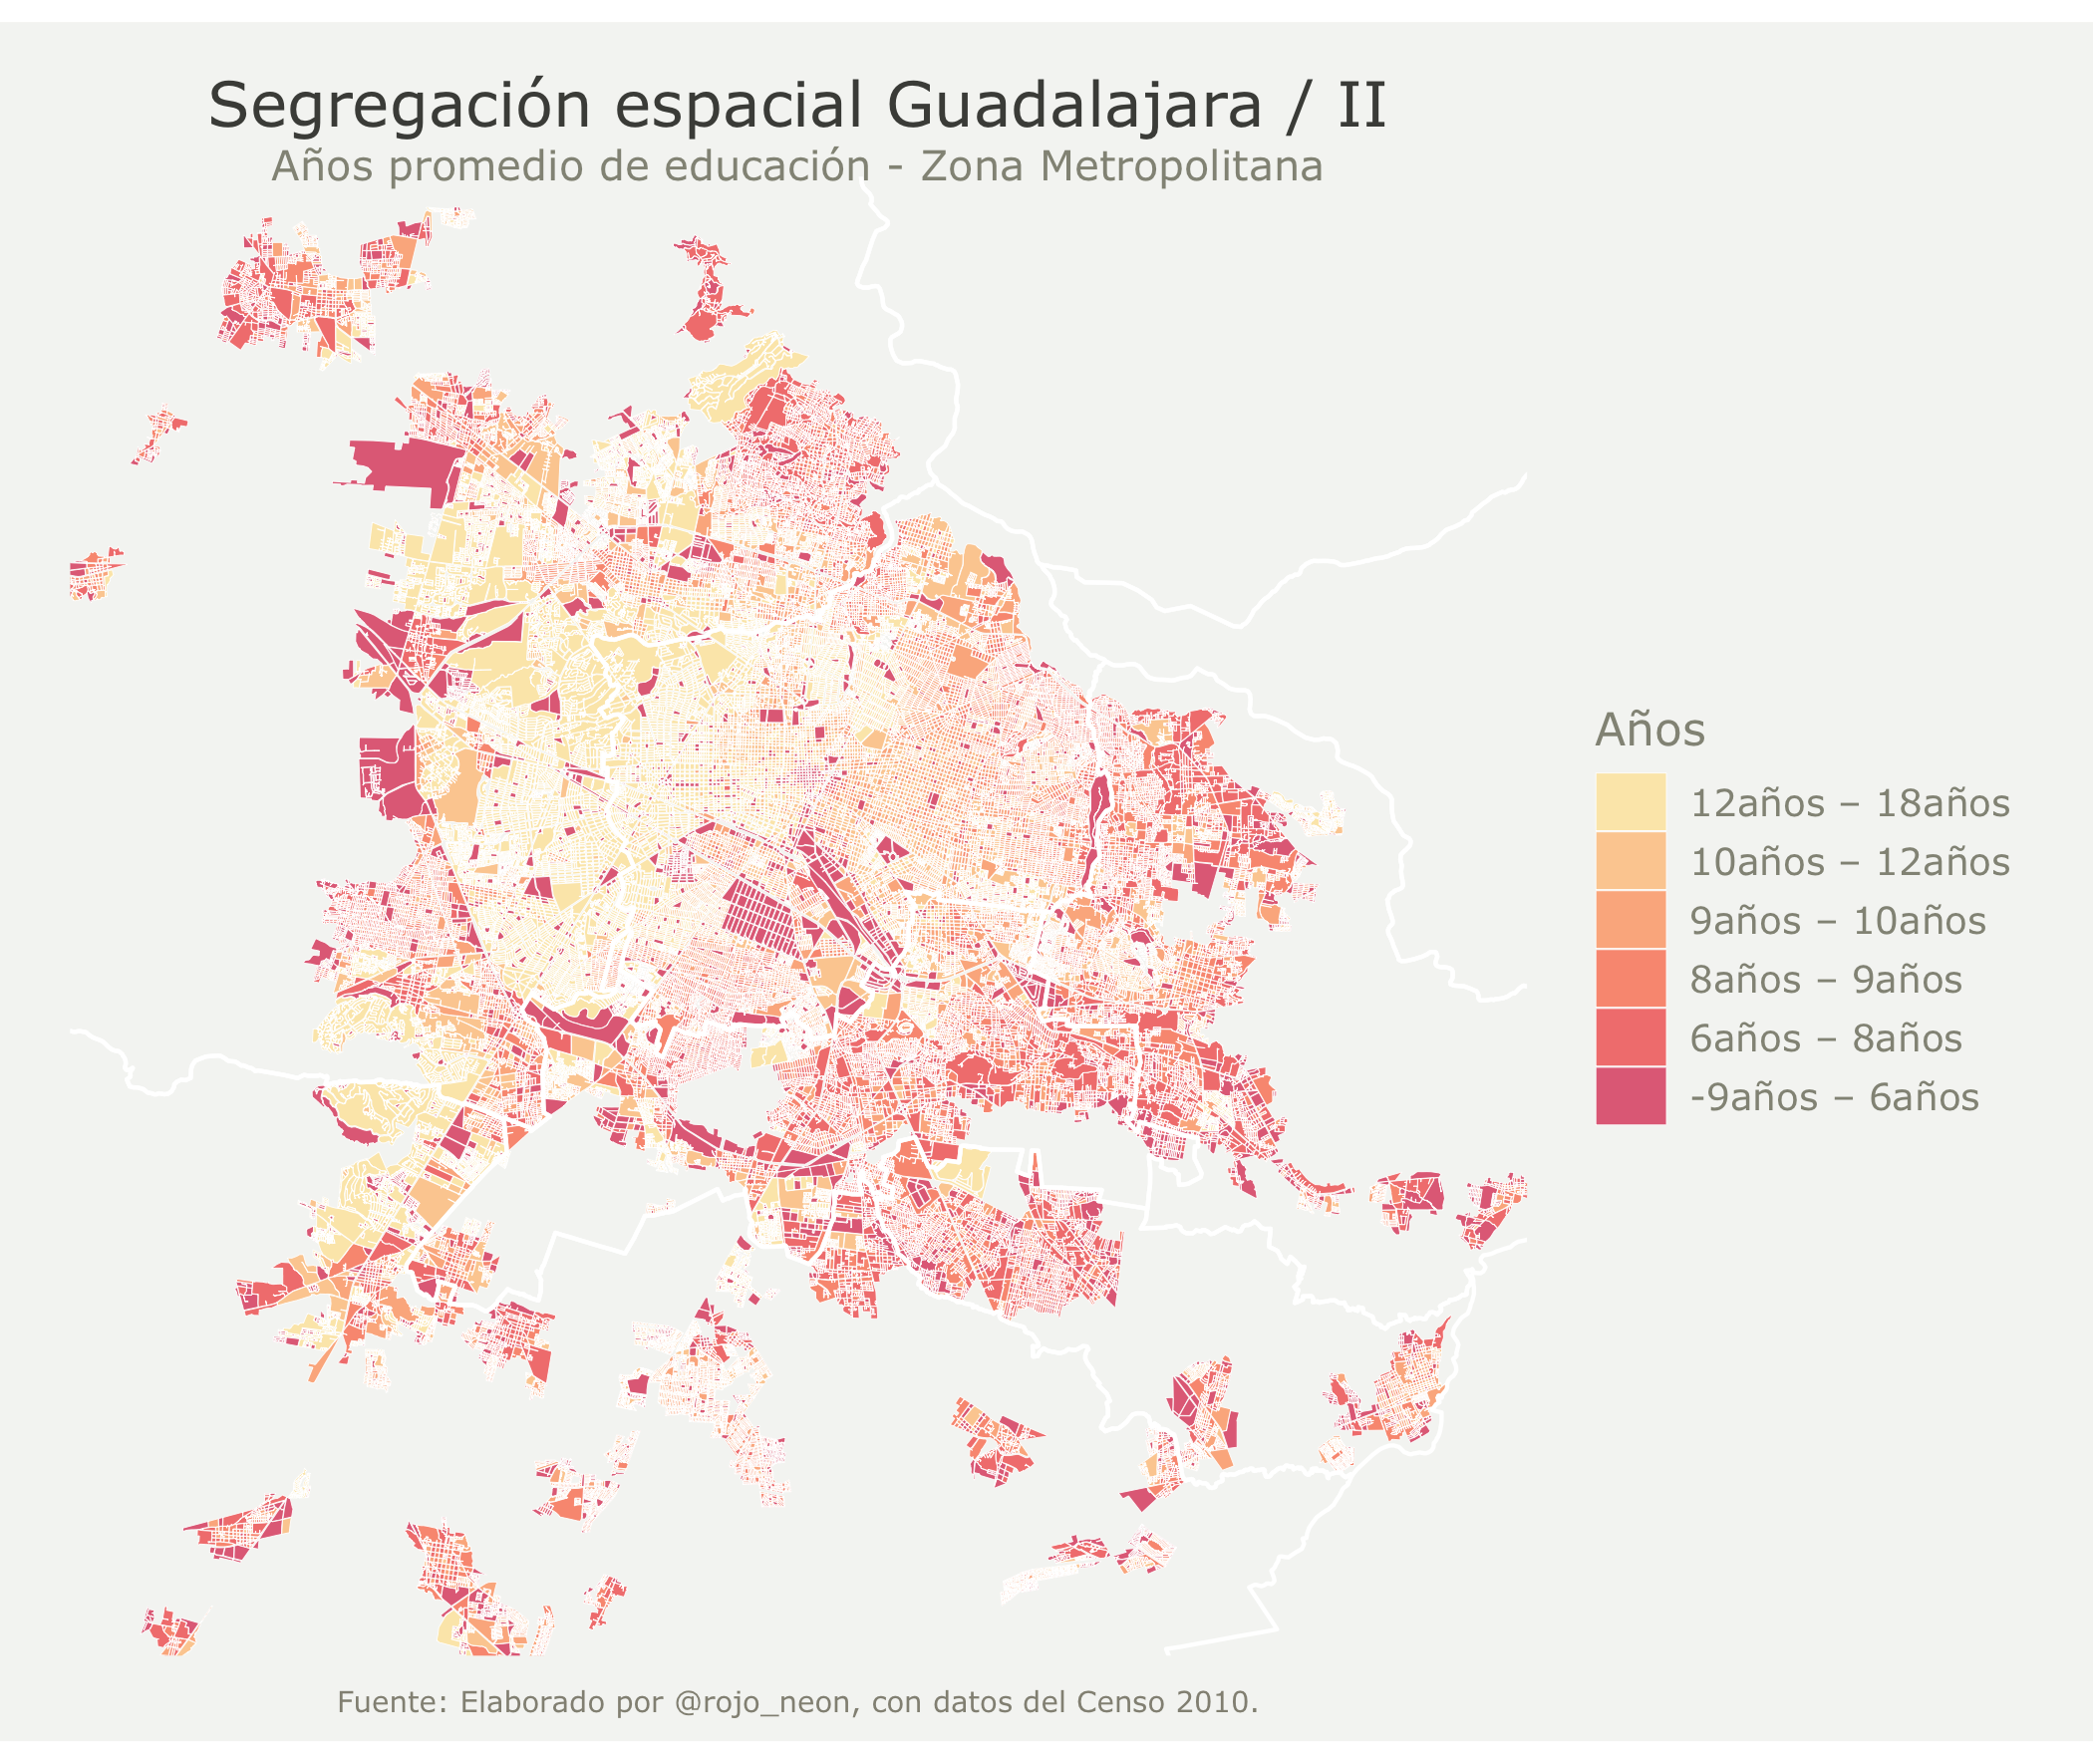 Segregación espacial Guadalajara / II
Años promedio de educación - Zona Metropolitana
Años
12años – 18años
10años – 12años
9años – 10años
8años – 9años
6años – 8años
-9años – 6años
Fuente: Elaborado por @rojo_neon, con datos del Censo 2010.